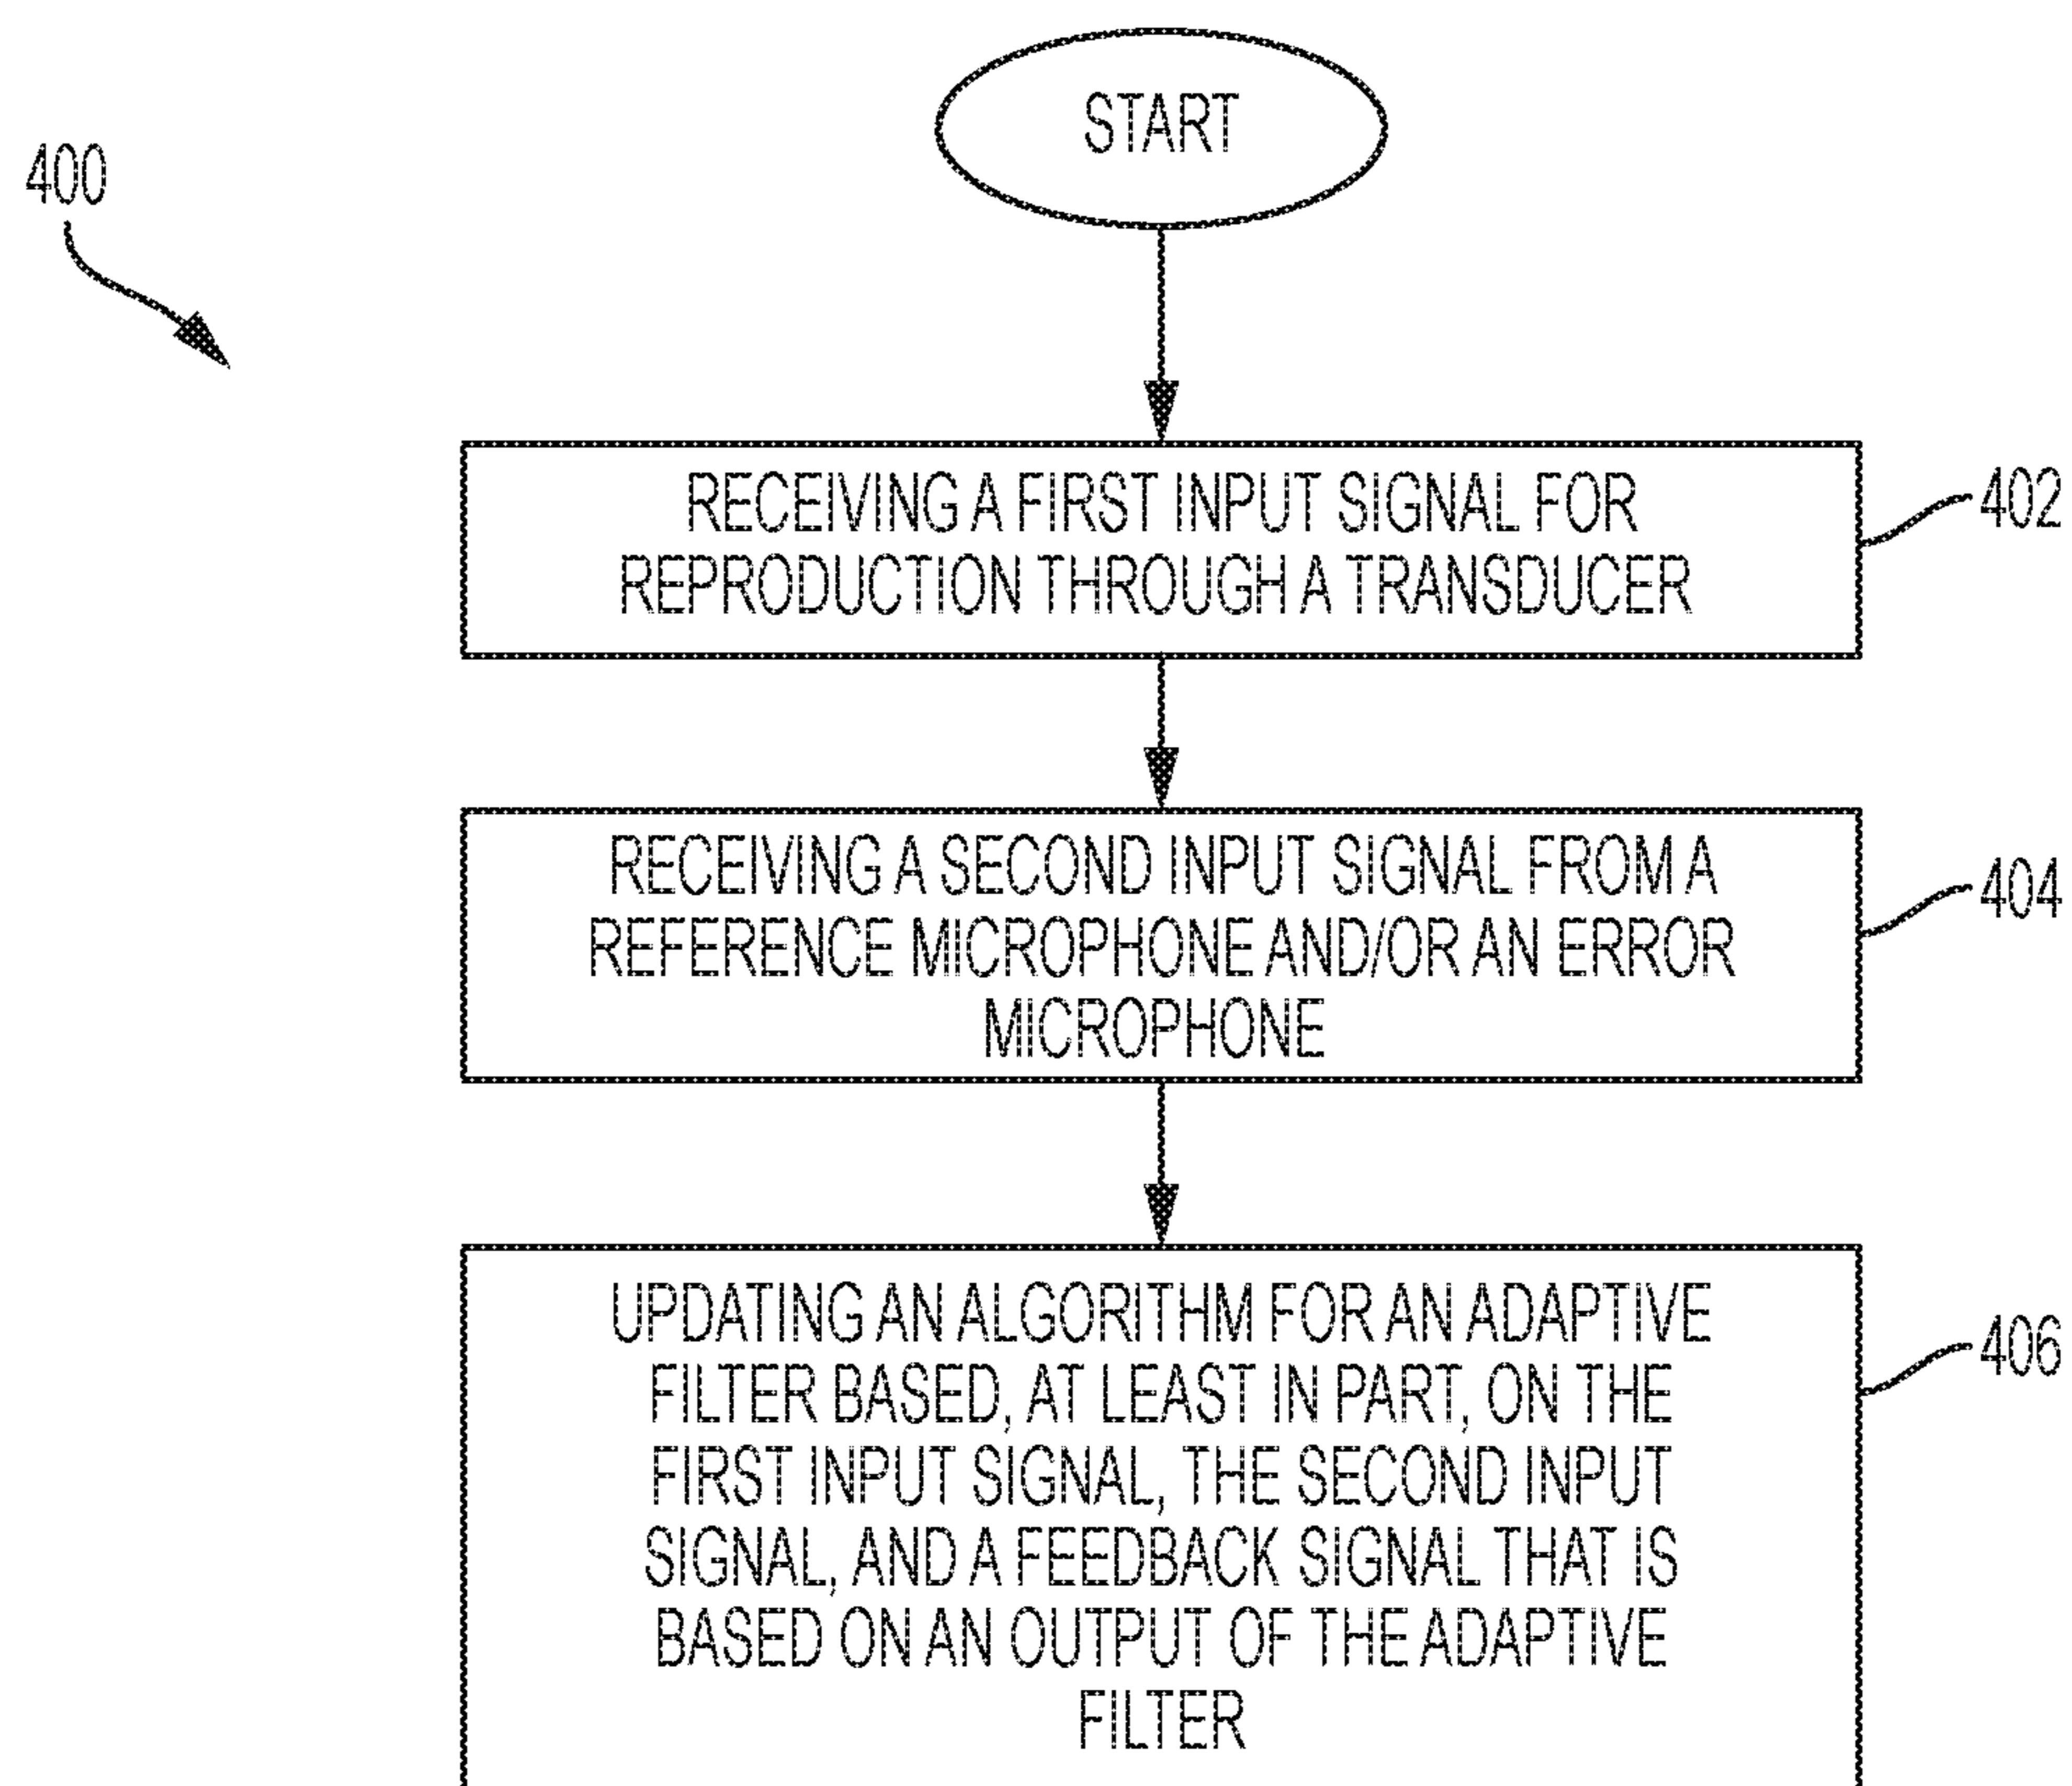 START
400
RECEIVING A FIRST INPUT SIGNAL FOR
REPRODUCTION THROUGH A TRANSDUCER
402
RECEIVING A SECOND INPUT SIGNAL FROM A
REFERENCE MICROPHONE AND/OR AN ERROR
MICROPHONE
404
UPDATING AN ALGORITHM FOR AN ADAPTIVE
FILTER BASED, AT LEAST IN PART, ON THE
FIRST INPUT SIGNAL, THE SECOND INPUT
SIGNAL, AND A FEEDBACK SIGNAL THAT IS
BASED ON AN OUTPUT OF THE ADAPTIVE
FILTER
406